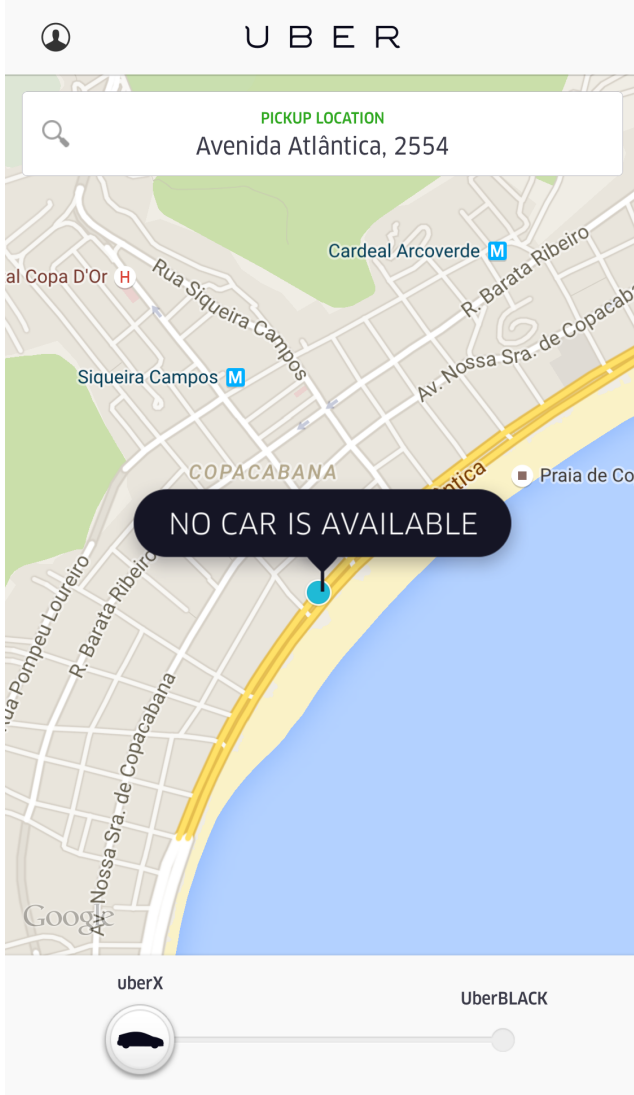 UBER
PICKUP LOCATION
Avenida Atlântica, 2554
Cardeal Arcoverde M
R. Barata Ribeiro
al Copa D'Or H
Rua Siqueira Campos
Av. Nossa Sra. de Copacab
Siqueira Campos M
COPACABANA
ntica
Praia de Co
NO CAR IS AVAILABLE
R. Barata Ribeiro
ua Pompeu Loureiro
Av. Nossa Sra. de Copacabana
Google
uberX
UberBLACK